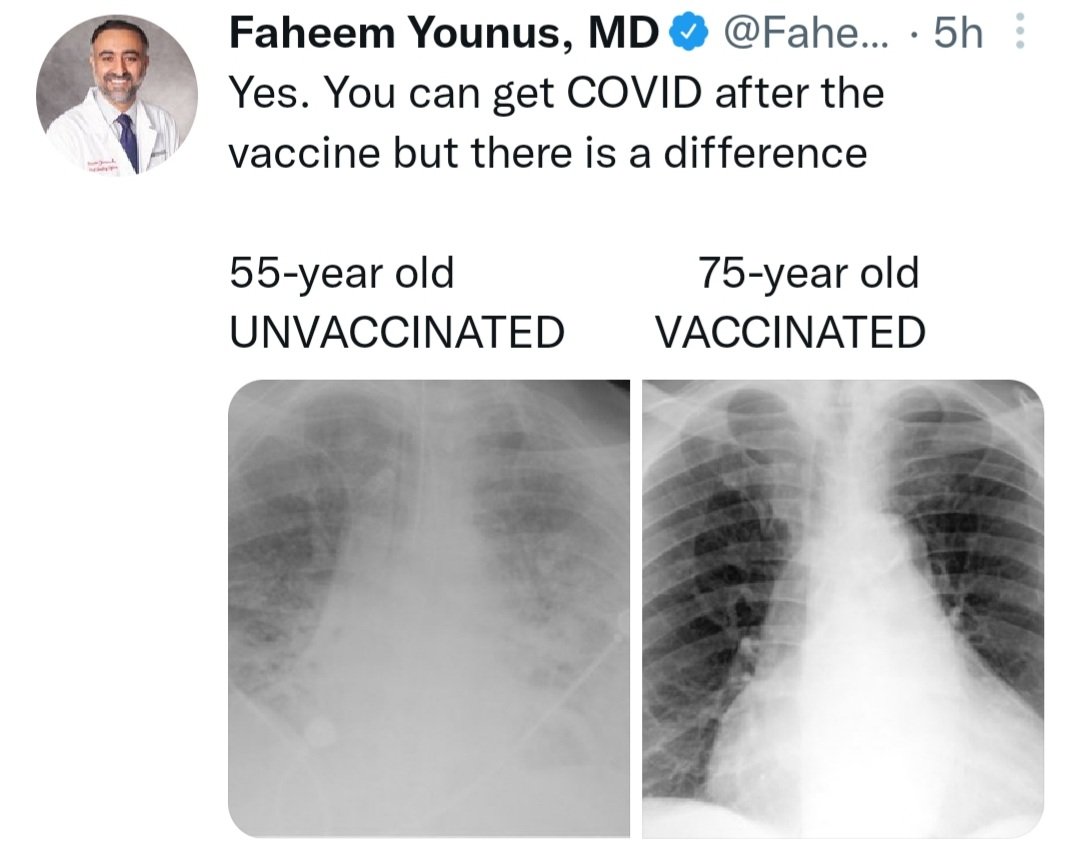 Faheem Younus, MD @Fahe... · 5h
Yes. You can get COVID after the
vaccine but there is a difference
55-year old 75-year old
UNVACCINATED VACCINATED